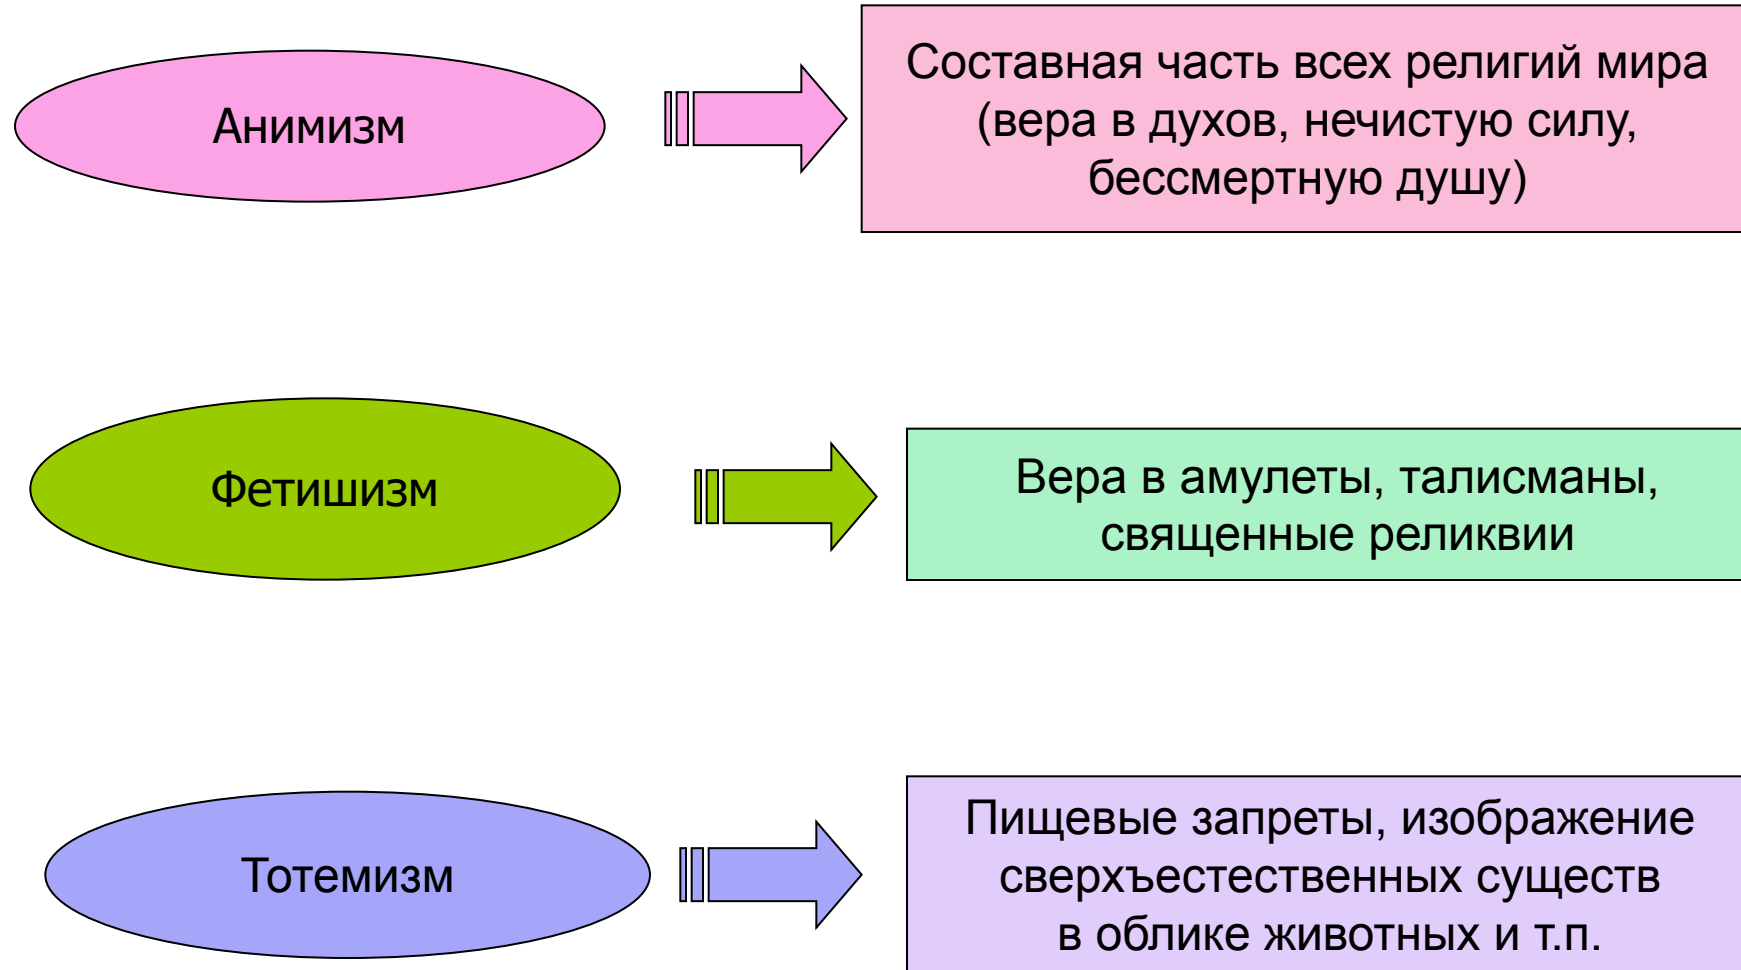 Анимизм
Составная часть всех религий мира
(вера в духов, нечистую силу,
бессмертную душу)
Фетишизм
Вера в амулеты, талисманы,
священные реликвии
Тотемизм
Пищевые запреты, изображение
сверхъестественных существ
в облике животных и т.п.